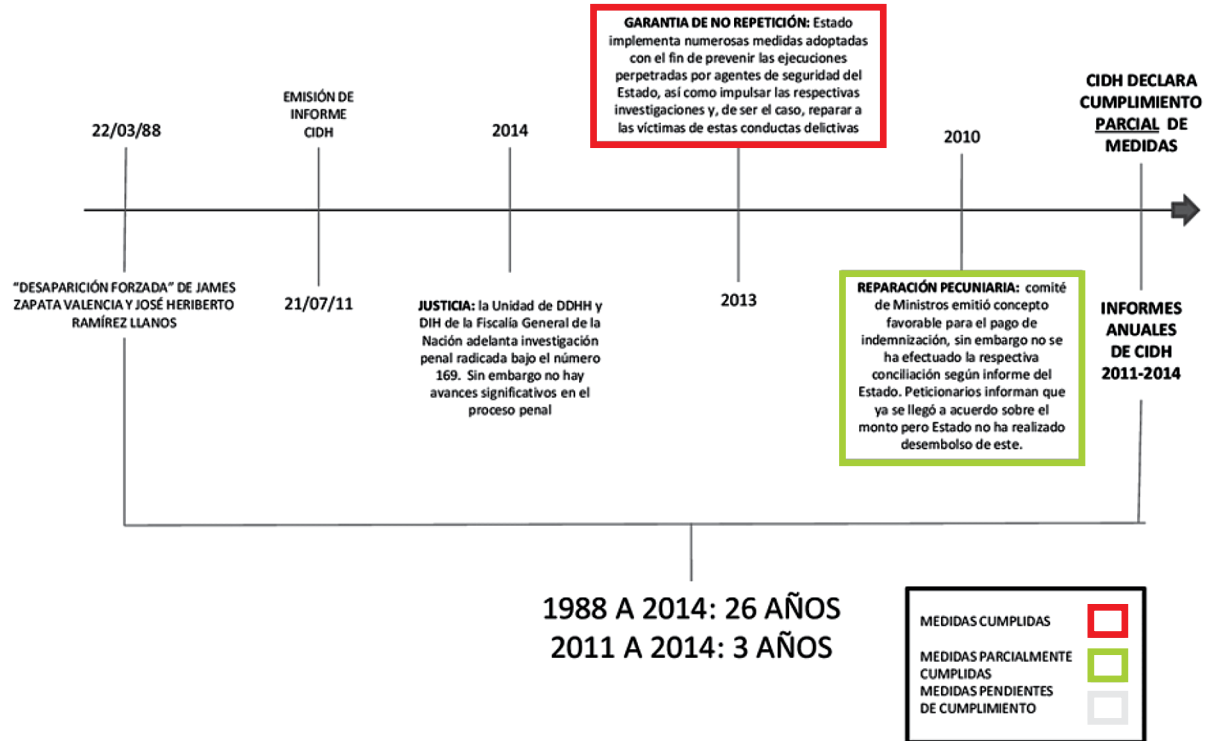 GARANTIA DE NO REPETICIÓN: Estado
implementa numerosas medidas adoptadas
con el fin de prevenir las ejecuciones
perpetradas por agentes de seguridad del
Estado, así como impulsar las respectivas
investigaciones y, de ser el caso, reparar a
las víctimas de estas conductas delictivas
22/03/88
EMISIÓN DE
INFORME
CIDH
2014
2010
CIDH DECLARA
CUMPLIMIENTO
PARCIAL DE
MEDIDAS
"DESAPARICIÓN FORZADA" DE JAMES
ZAPATA VALENCIA Y JOSÉ HERIBERTO
RAMÍREZ LLANOS
21/07/11
JUSTICIA: la Unidad de DDHH y
DIH de la Fiscalía General de la
Nación adelanta investigación
penal radicada bajo el número
169. Sin embargo no hay
avances significativos en el
proceso penal
2013
REPARACIÓN PECUNIARIA: comité
de Ministros emitió concepto
favorable para el pago de
indemnización, sin embargo no se
ha efectuado la respectiva
conciliación según informe del
Estado. Peticionarios informan que
ya se llegó a acuerdo sobre el
monto pero Estado no ha realizado
desembolso de este.
INFORMES
ANUALES
DE CIDH
2011-2014
1988 A 2014: 26 AÑOS
2011 A 2014: 3 AÑOS
MEDIDAS CUMPLIDAS
MEDIDAS PARCIALMENTE
CUMPLIDAS
MEDIDAS PENDIENTES
DE CUMPLIMIENTO